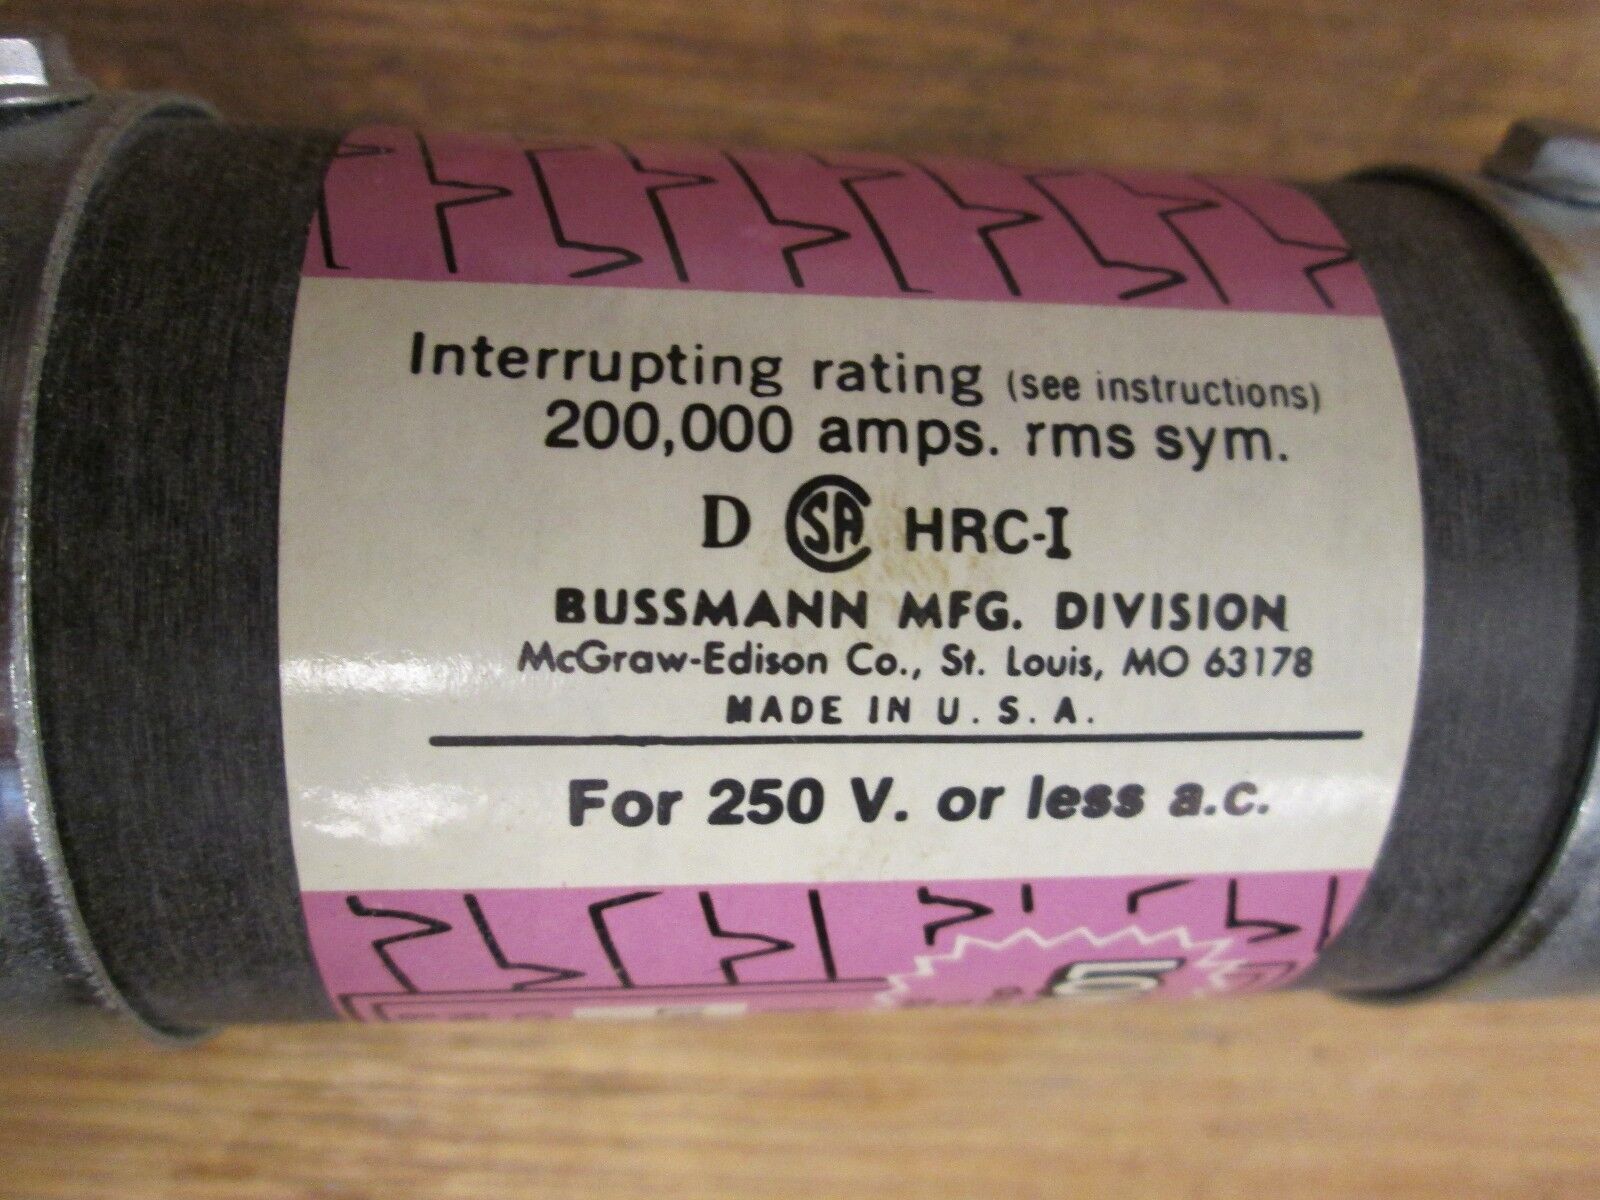 Interrupting rating (see instructions)
200,000 amps. rms sym.
D SA HRC-I
BUSSMANN MFG. DIVISION
McGraw-Edison Co., St. Louis, MO 63178
MADE IN U.S.A.
For 250 V. or less a.c.